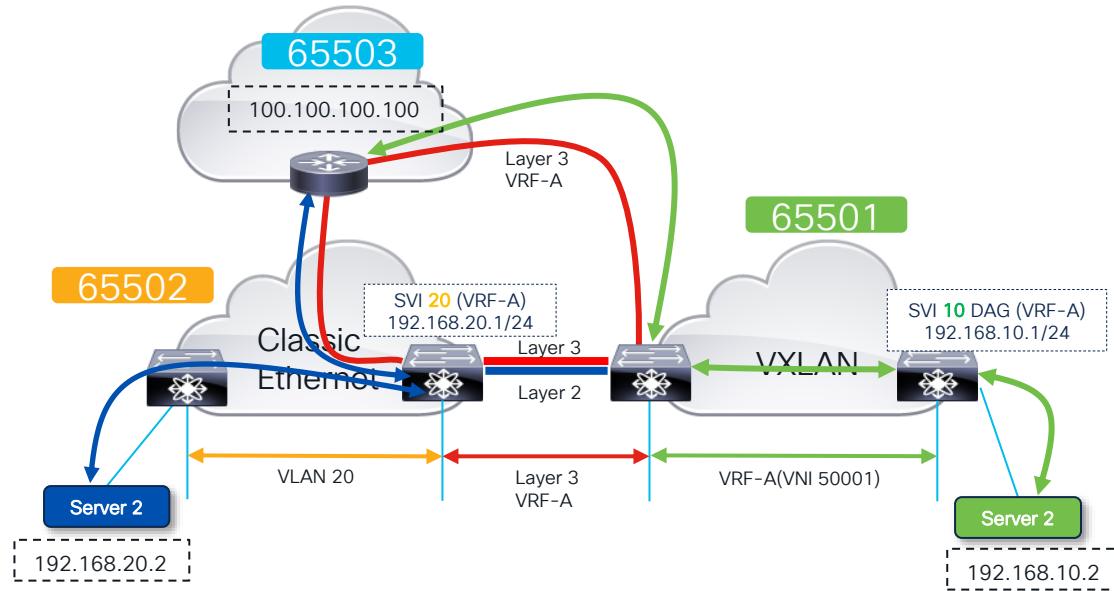 65503
100.100.100.100
Layer 3
VRF-A
65501
65502
SVI 20 (VRF-A)
192.168.20.1/24
SVI 10 DAG (VRF-A)
192.168.10.1/24
Classic
Ethernet
Layer 3
Layer 2
VXLAN
VLAN 20
Layer 3
VRF-A
VRF-A(VNI 50001)
Server 2
192.168.20.2
Server 2
192.168.10.2